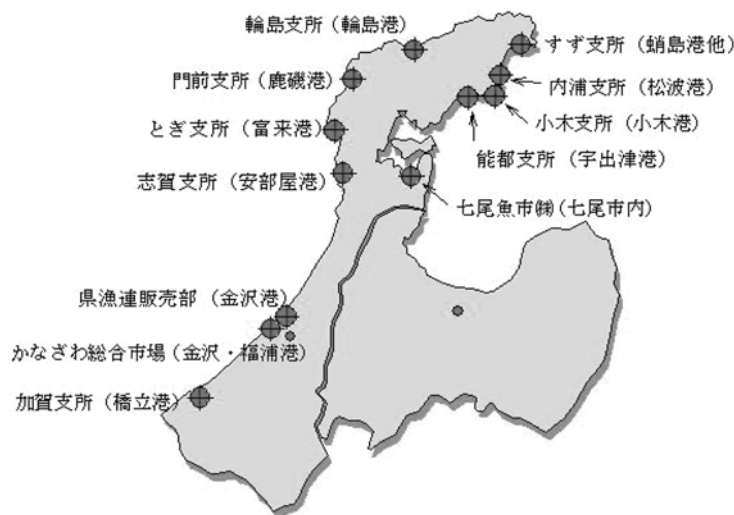 輪島支所（輪島港）
すず支所（蛸島港他）
門前支所（鹿磯港）
内浦支所（松波港）
とぎ支所（富来港）
小木支所（小木港）
能都支所（宇出津港）
志賀支所（安部屋港）
七尾魚市㈱（七尾市内）
県漁連販売部（金沢港）
かなざわ総合市場（金沢・福浦港）
加賀支所（橋立港）